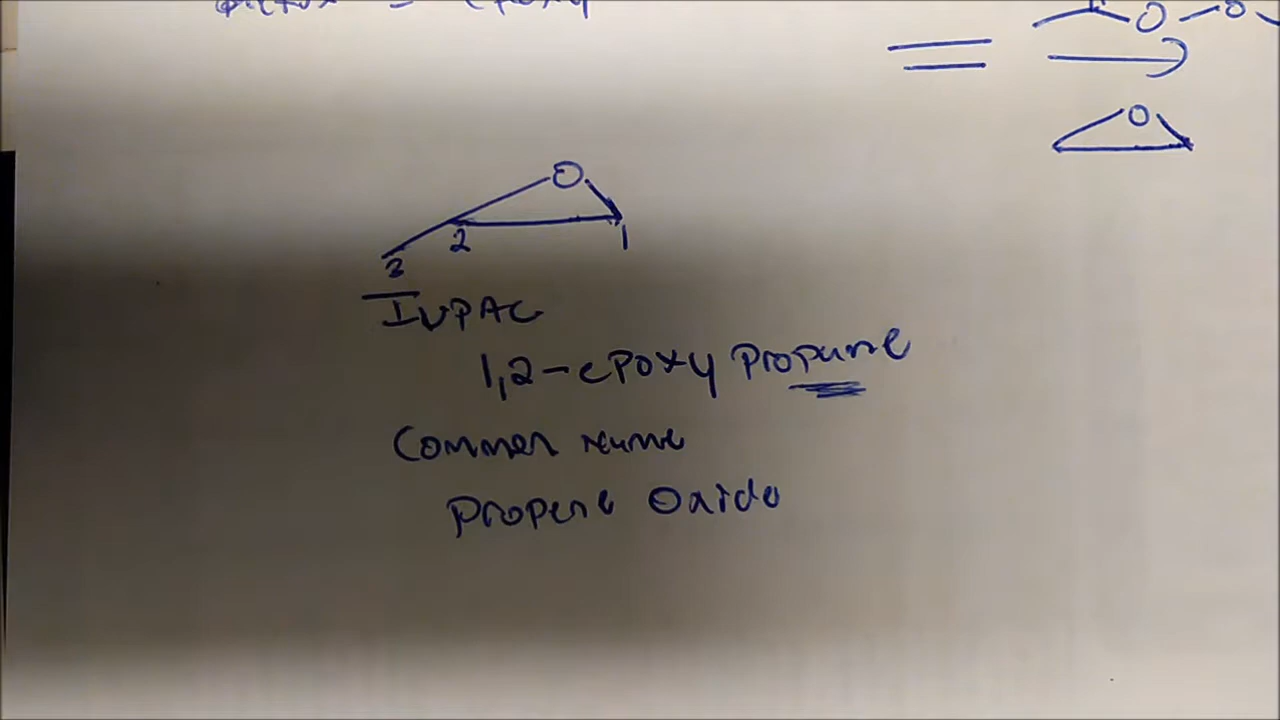 O O
O
O
2 1
3
IUPAC
1,2-epoxy propane
Common name
Propene Oxide